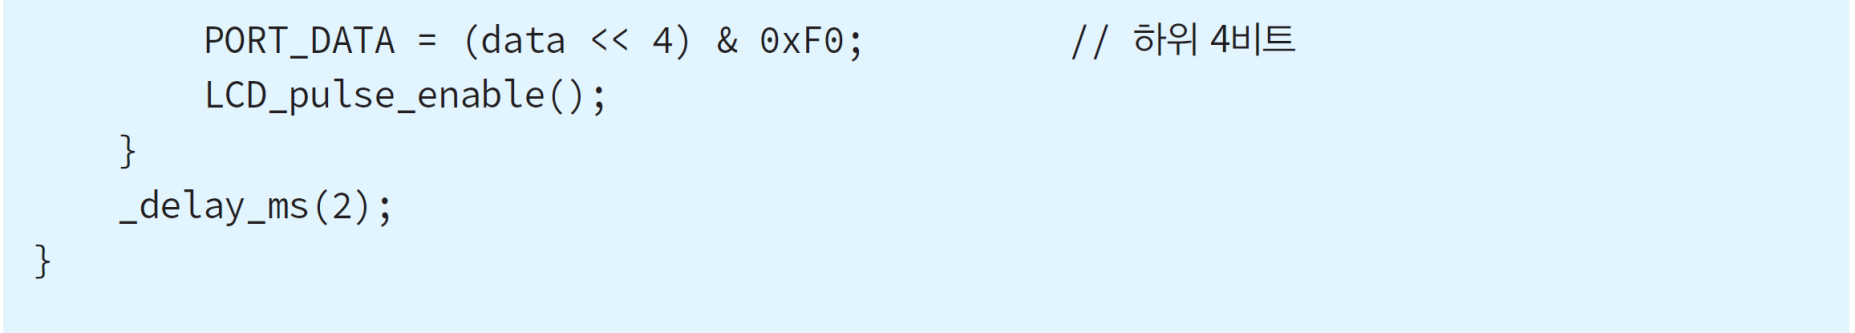 PORT_DATA = (data << 4) & 0xF0; // 하위 4비트
LCD_pulse_enable();
}
_delay_ms(2);
}